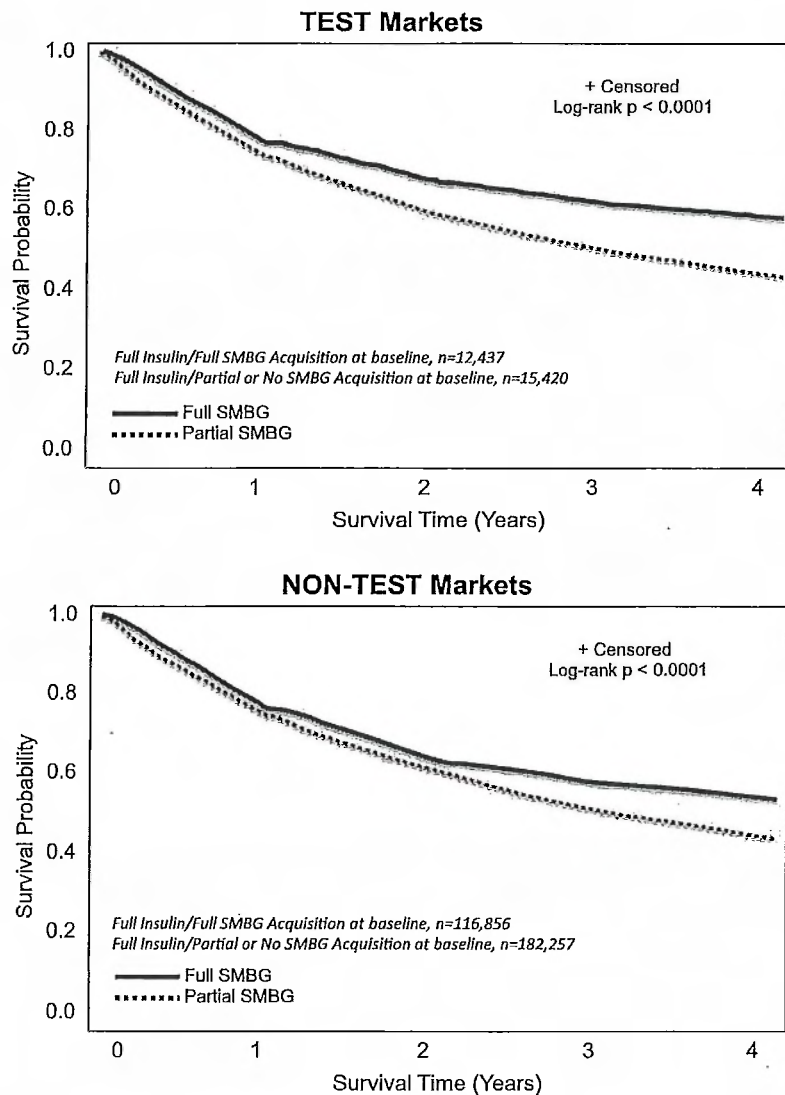 TEST Markets
1.0
+ Censored
Log-rank p < 0.0001
0.8
0.6
Survival Probability
0.4
0.2
Full Insulin/Full SMBG Acquisition at baseline, n=12,437
Full Insulin/Partial or No SMBG Acquisition at baseline, n=15,420
Full SMBG
Partial SMBG
0.0
0 1 2 3 4
Survival Time (Years)
NON-TEST Markets
1.0
+ Censored
Log-rank p < 0.0001
0.8
0.6
Survival Probability
0.4
0.2
Full Insulin/Full SMBG Acquisition at baseline, n=116,856
Full Insulin/Partial or No SMBG Acquisition at baseline, n=182,257
Full SMBG
Partial SMBG
0.0
0 1 2 3 4
Survival Time (Years)